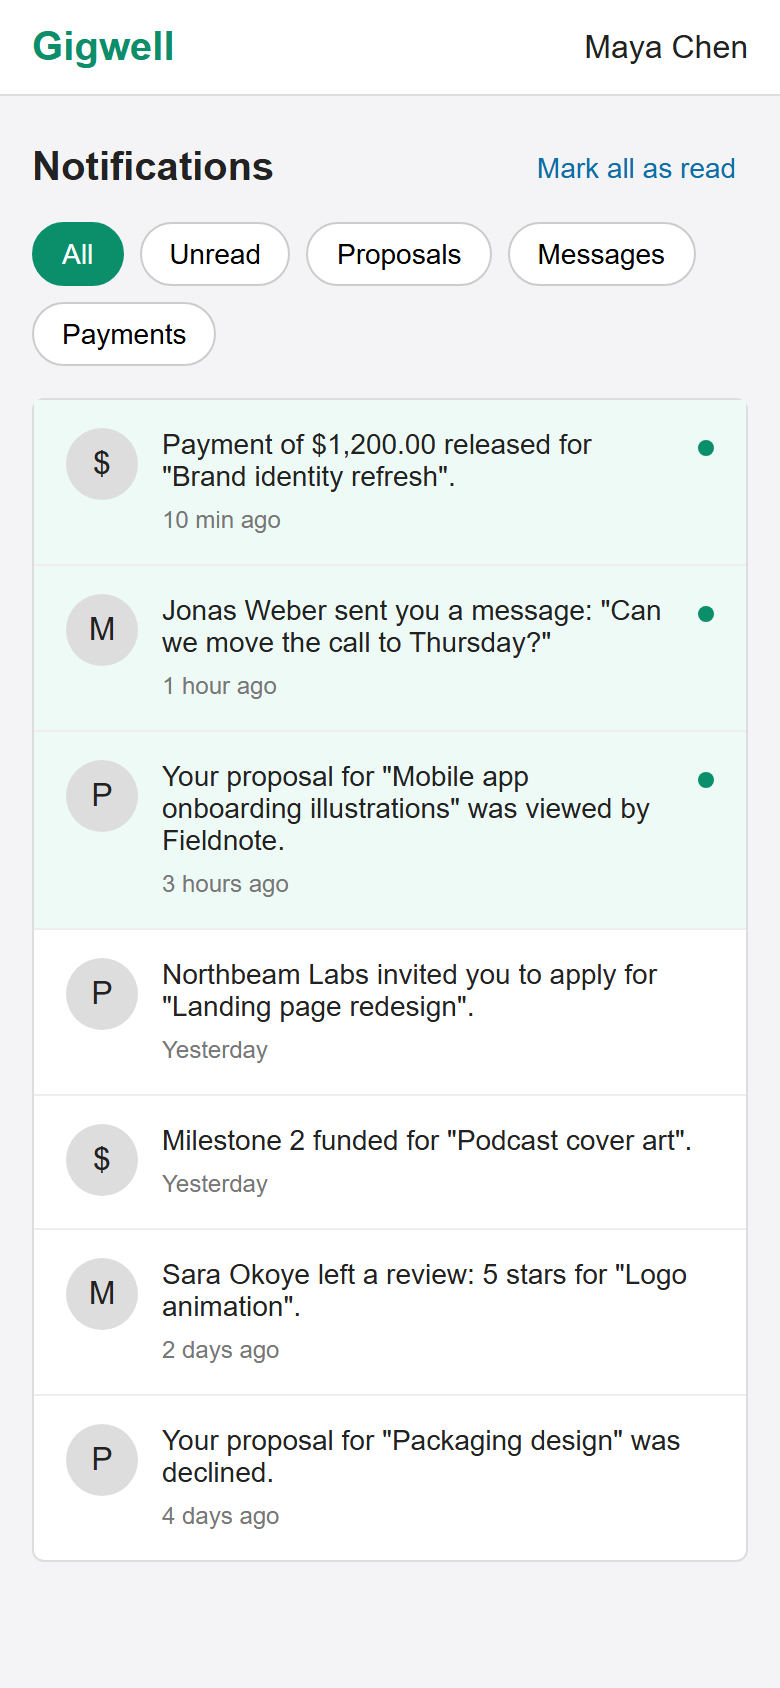 Gigwell
Maya Chen
Notifications
Mark all as read
All
Unread
Proposals
Messages
Payments
$
Payment of $1,200.00 released for
"Brand identity refresh".
10 min ago
M
Jonas Weber sent you a message: "Can
we move the call to Thursday?"
1 hour ago
P
Your proposal for "Mobile app
onboarding illustrations" was viewed by
Fieldnote.
3 hours ago
P
Northbeam Labs invited you to apply for
"Landing page redesign".
Yesterday
$
Milestone 2 funded for "Podcast cover art".
Yesterday
M
Sara Okoye left a review: 5 stars for "Logo
animation".
2 days ago
P
Your proposal for "Packaging design" was
declined.
4 days ago